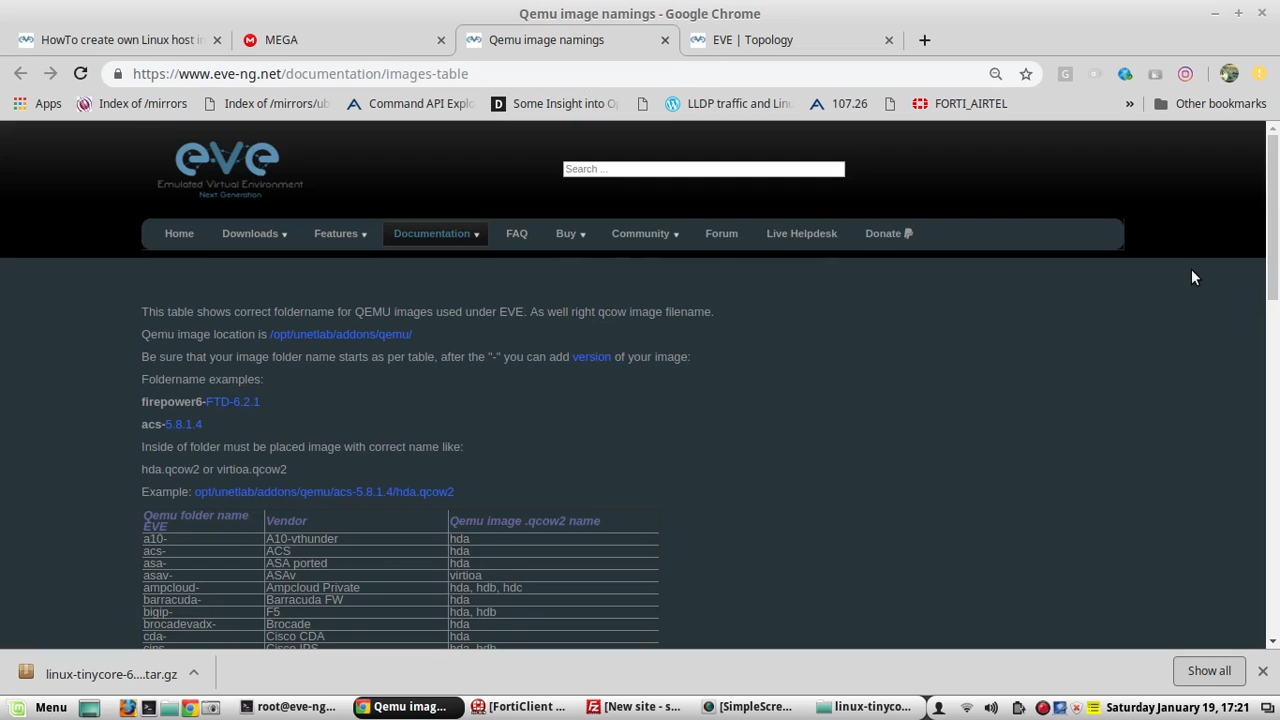 Qemu image namings - Google Chrome
HowTo create own Linux host in
MEGA
Qemu image namings
EVE | Topology
https://www.eve-ng.net/documentation/images-table
Apps
Index of /mirrors/
Index of /mirrors/ub
Command API Explo
Some Insight into Op
LLDP traffic and Linu
107.26
FORTI_AIRTEL
»
Other bookmarks
eve
Emulated Virtual Environment
Next Generation
Search ...
Home
Downloads
Features
Documentation
FAQ
Buy
Community
Forum
Live Helpdesk
Donate
This table shows correct foldername for QEMU images used under EVE. As well right qcow image filename.
Qemu image location is /opt/unetlab/addons/qemu/
Be sure that your image folder name starts as per table, after the "-" you can add version of your image:
Foldername examples:
firepower6-FTD-6.2.1
acs-5.8.1.4
Inside of folder must be placed image with correct name like:
hda.qcow2 or virtioa.qcow2
Example: opt/unetlab/addons/qemu/acs-5.8.1.4/hda.qcow2
Qemu folder name EVE Vendor Qemu image .qcow2 name
a10- A10-vthunder hda
acs- ACS hda
asa- ASA ported hda
asav- ASAv virtioa
ampcloud- Ampcloud Private hda, hdb, hdc
barracuda- Barracuda FW hda
bigip- F5 hda, hdb
brocadevadx- Brocade hda
cda- Cisco CDA hda
cips- Cisco IPS hda, hdb
linux-tinycore-6....tar.gz
Show all
Menu
root@eve-ng...
Qemu imag...
[FortiClient ...
[New site - s...
[SimpleScre...
linux-tinyco...
Saturday January 19, 17:21